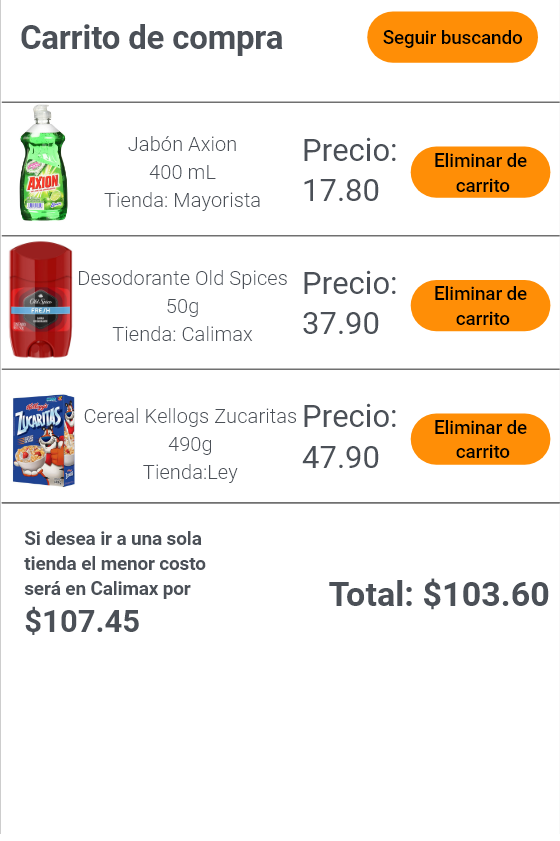 Carrito de compra
Seguir buscando
AXION
Jabón Axion
400 mL
Tienda: Mayorista
Precio:
17.80
Eliminar de
carrito
Old Spice
FRESH
Desodorante Old Spices
50g
Tienda: Calimax
Precio:
37.90
Eliminar de
carrito
Kellogg's
ZUCARITAS
Cereal Kellogs Zucaritas
490g
Tienda:Ley
Precio:
47.90
Eliminar de
carrito
Si desea ir a una sola
tienda el menor costo
será en Calimax por
$107.45
Total: $103.60